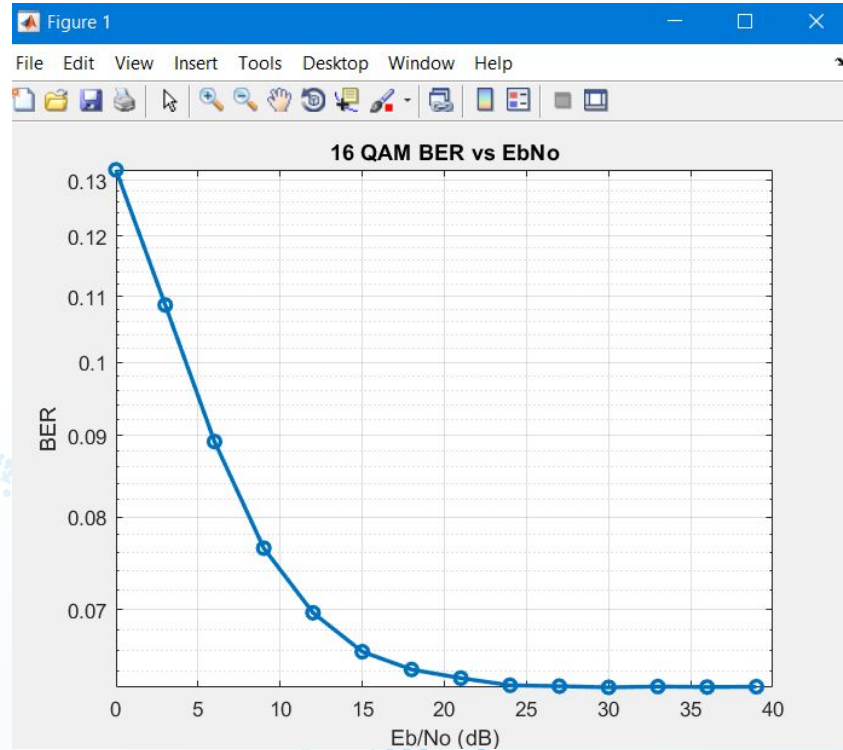 Figure 1
File Edit View Insert Tools Desktop Window Help
16 QAM BER vs EbNo
0.13
0.12
0.11
0.1
0.09
0.08
0.07
BER
0 5 10 15 20 25 30 35 40
Eb/No (dB)